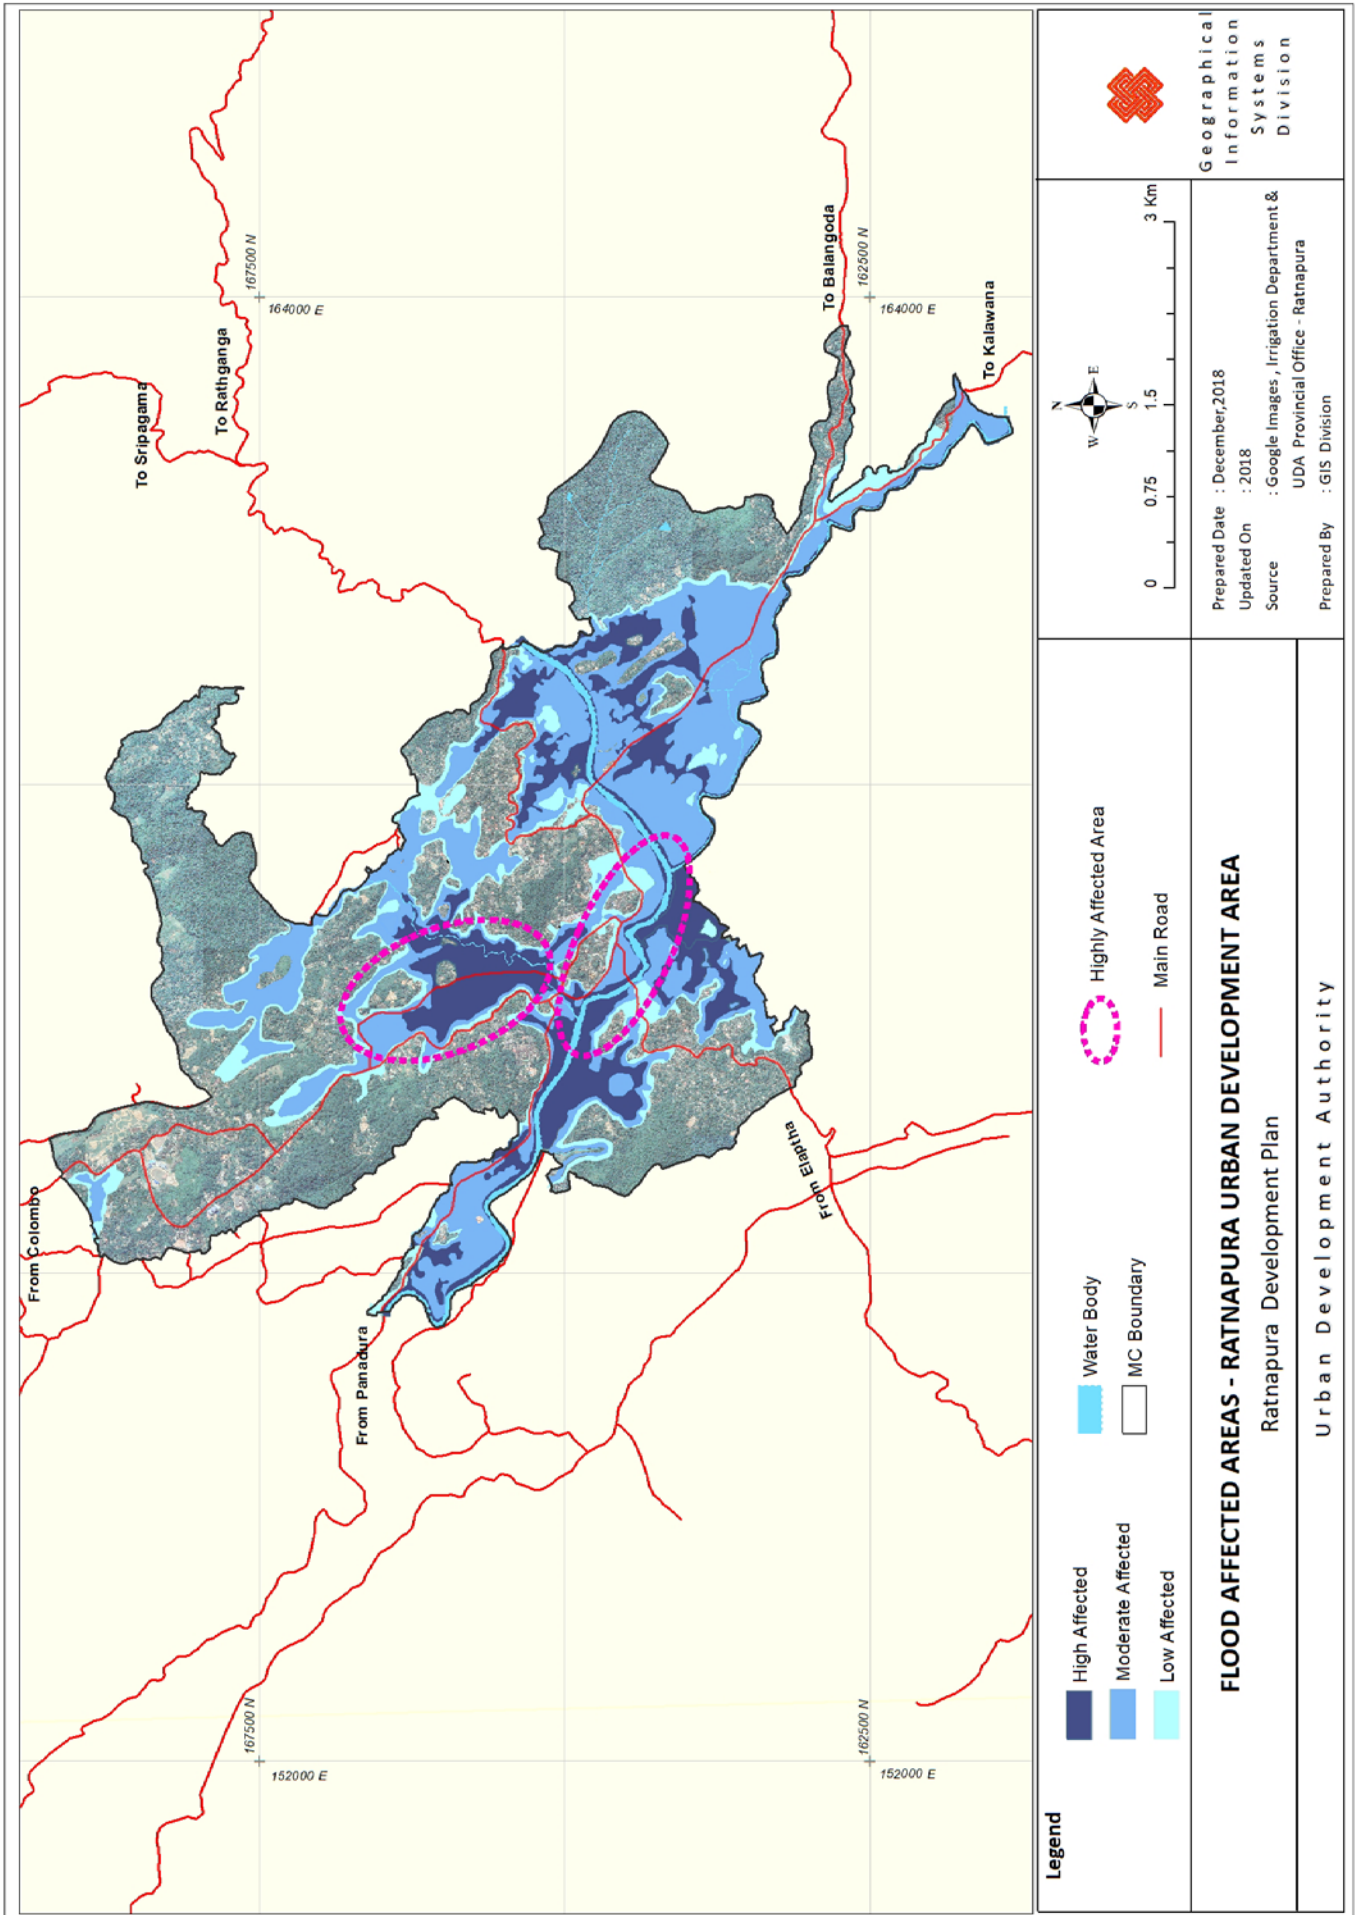 From Colombo
To Sripagama
To Rathganga
167500 N
164000 E
167500 N
152000 E
From Panadura
From Elaptha
To Balangoda
162500 N
164000 E
To Kalawana
162500 N
152000 E
Legend
High Affected
Moderate Affected
Low Affected
Water Body
MC Boundary
Highly Affected Area
Main Road
N
W E
S
0 0.75 1.5 3 Km
Prepared Date : December,2018
Updated On : 2018
Source : Google Images , Irrigation Department &
UDA Provincial Office - Ratnapura
Prepared By : GIS Division
Geographical
Information
Systems
Division
FLOOD AFFECTED AREAS - RATNAPURA URBAN DEVELOPMENT AREA
Ratnapura Development Plan
Urban Development Authority